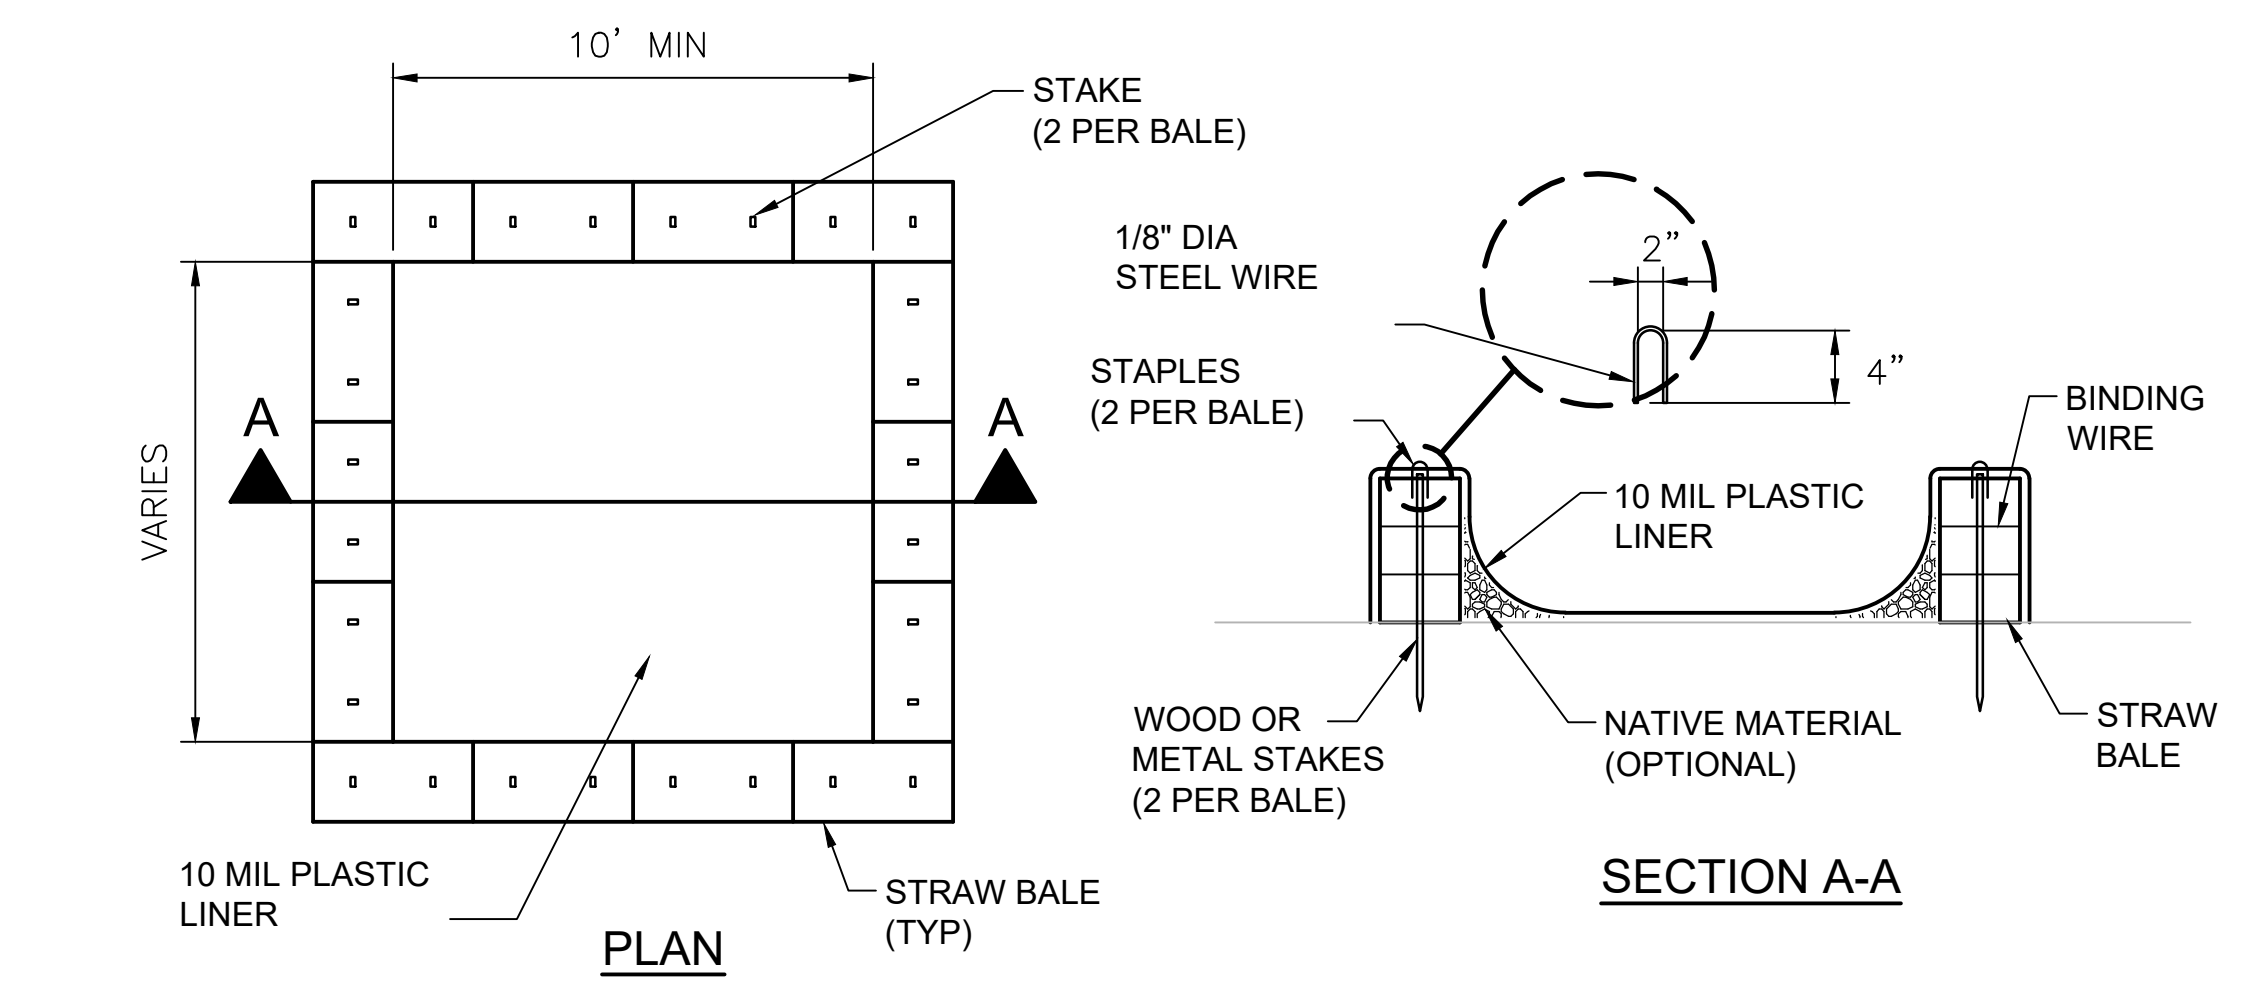 10' MIN
STAKE
(2 PER BALE)
VARIES
A
A
10 MIL PLASTIC
LINER
STRAW BALE
(TYP)
PLAN
1/8" DIA
STEEL WIRE
2"
4"
STAPLES
(2 PER BALE)
BINDING
WIRE
10 MIL PLASTIC
LINER
WOOD OR
METAL STAKES
(2 PER BALE)
NATIVE MATERIAL
(OPTIONAL)
STRAW
BALE
SECTION A-A